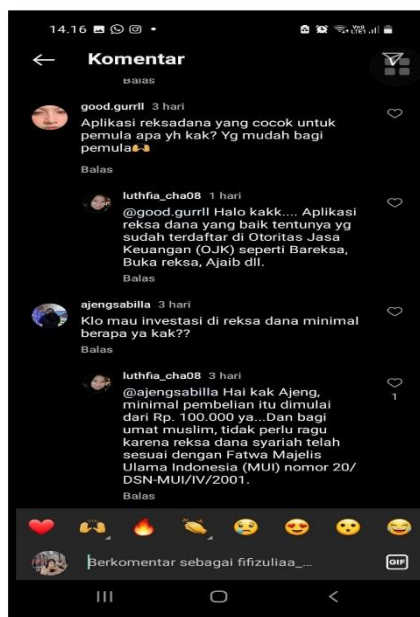 14.16
Komentar
Balas
good.gurrll 3 hari
Aplikasi reksadana yang cocok untuk
pemula apa yh kak? Yg mudah bagi
pemula🙌
Balas
luthfia_cha08 1 hari
@good.gurrll Halo kakk.... Aplikasi
reksa dana yang baik tentunya yg
sudah terdaftar di Otoritas Jasa
Keuangan (OJK) seperti Bareksa,
Buka reksa, Ajaib dll.
Balas
ajengsabilla 3 hari
Klo mau investasi di reksa dana minimal
berapa ya kak??
Balas
luthfia_cha08 3 hari
@ajengsabilla Hai kak Ajeng,
minimal pembelian itu dimulai
dari Rp. 100.000 ya...Dan bagi
umat muslim, tidak perlu ragu
karena reksa dana syariah telah
sesuai dengan Fatwa Majelis
Ulama Indonesia (MUI) nomor 20/
DSN-MUI/IV/2001.
1
Balas
Berkomentar sebagai fifizuliaa_...
GIF